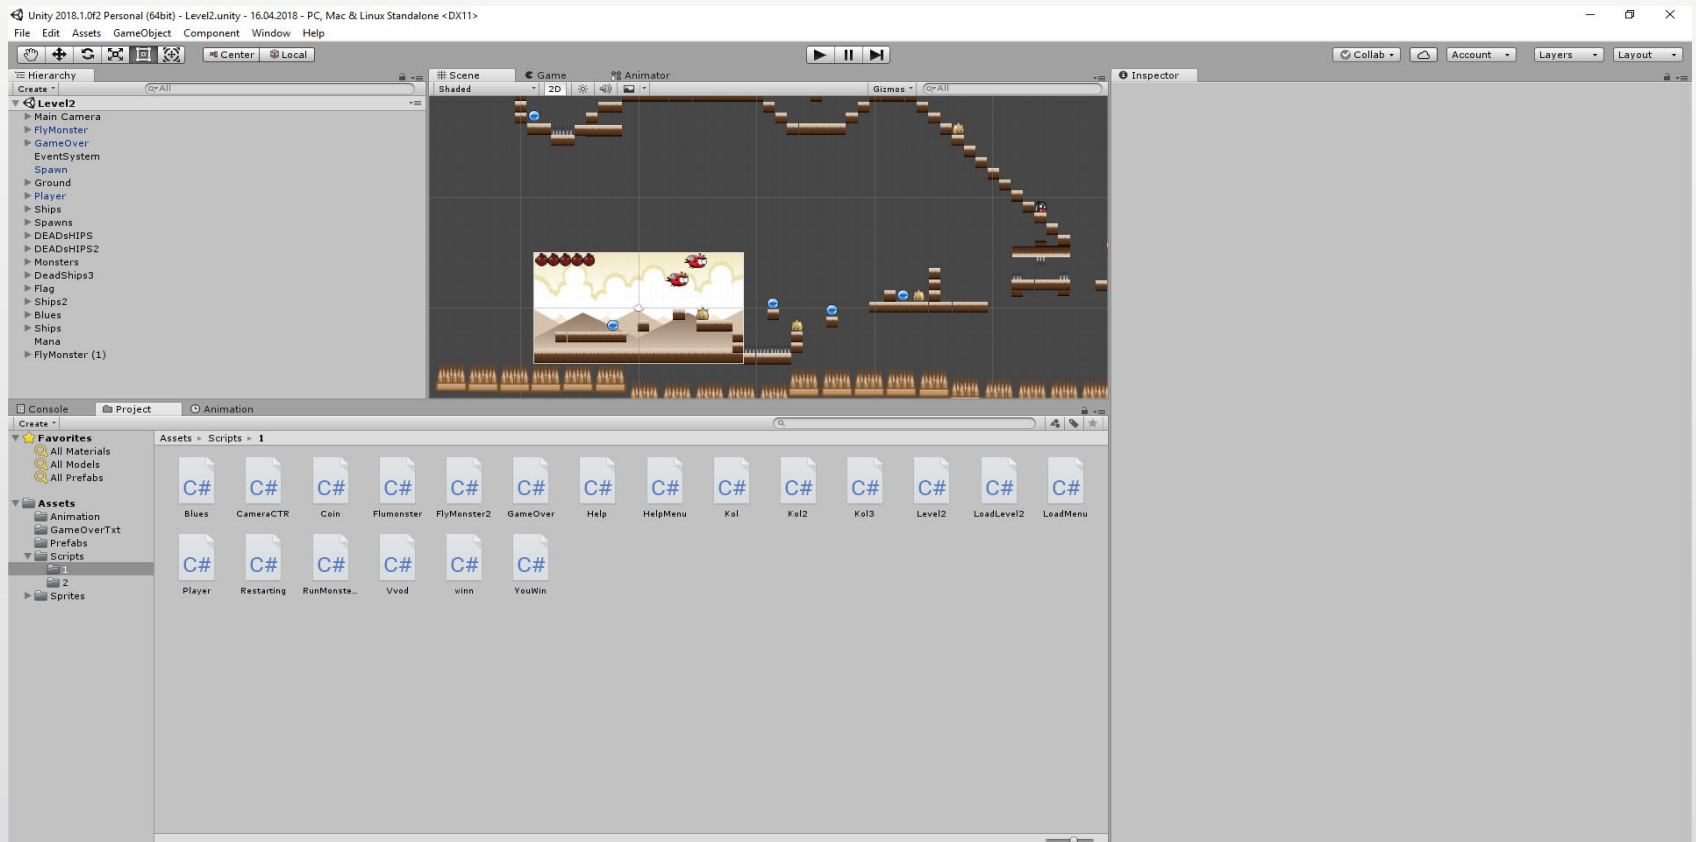 Unity 2018.1.0f2 Personal (64bit) - Level2.unity - 16.04.2018 - PC, Mac & Linux Standalone <DX11>
File Edit Assets GameObject Component Window Help
Center Local Collab Account Layers Layout
Hierarchy
Create All
Level2
Main Camera
FlyMonster
GameOver
EventSystem
Spawn
Ground
Player
Ships
Spawns
DEADsHIPS
DEADsHIPS2
Monsters
DeadShips3
Flag
Ships2
Blues
Ships
Mana
FlyMonster (1)
Scene Game Animator
Shaded 2D Gizmos All
Inspector
Console Project Animation
Create
Favorites
All Materials
All Models
All Prefabs
Assets
Animation
GameOverTxt
Prefabs
Scripts
1
2
Sprites
Assets Scripts 1
C# C# C# C# C# C# C# C# C# C# C# C# C# C#
Blues CameraCTR Coin Flumonster FlyMonster2 GameOver Help HelpMenu Kol Kol2 Kol3 Level2 LoadLevel2 LoadMenu
C# C# C# C# C# C#
Player Restarting RunMonste... Vvod winn YouWin